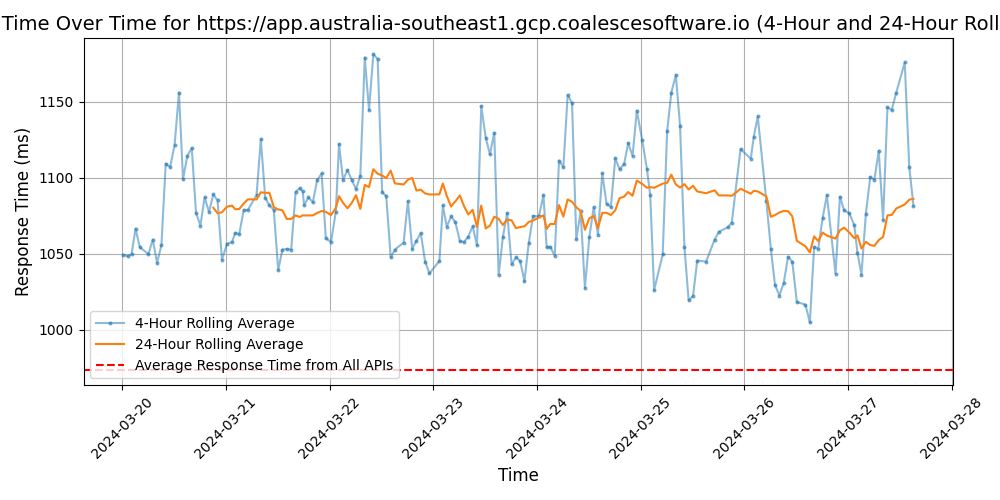 Time Over Time for https://app.australia-southeast1.gcp.coalescesoftware.io (4-Hour and 24-Hour Roll
Response Time (ms)
1150
1100
1050
1000
4-Hour Rolling Average
24-Hour Rolling Average
Average Response Time from All APIs
2024-03-20
2024-03-21
2024-03-22
2024-03-23
2024-03-24
2024-03-25
2024-03-26
2024-03-27
2024-03-28
Time